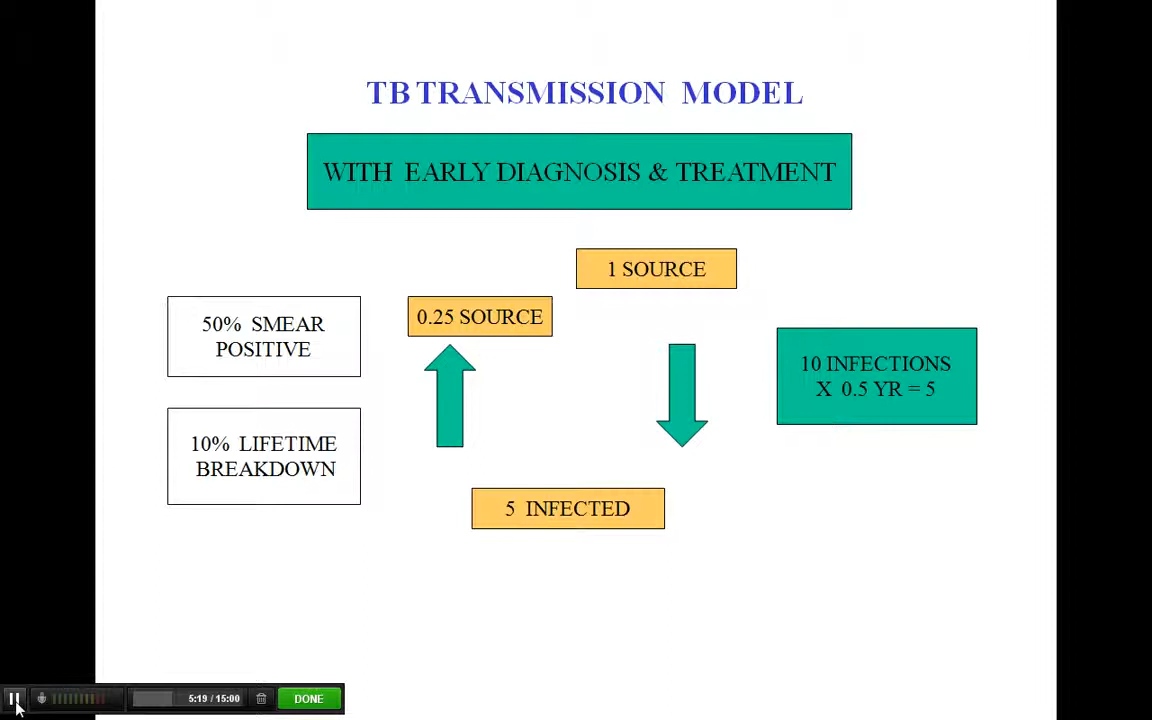 TB TRANSMISSION MODEL
WITH EARLY DIAGNOSIS & TREATMENT
1 SOURCE
0.25 SOURCE
50% SMEAR
POSITIVE
10 INFECTIONS
X 0.5 YR = 5
10% LIFETIME
BREAKDOWN
5 INFECTED
5:19 / 15:00
DONE